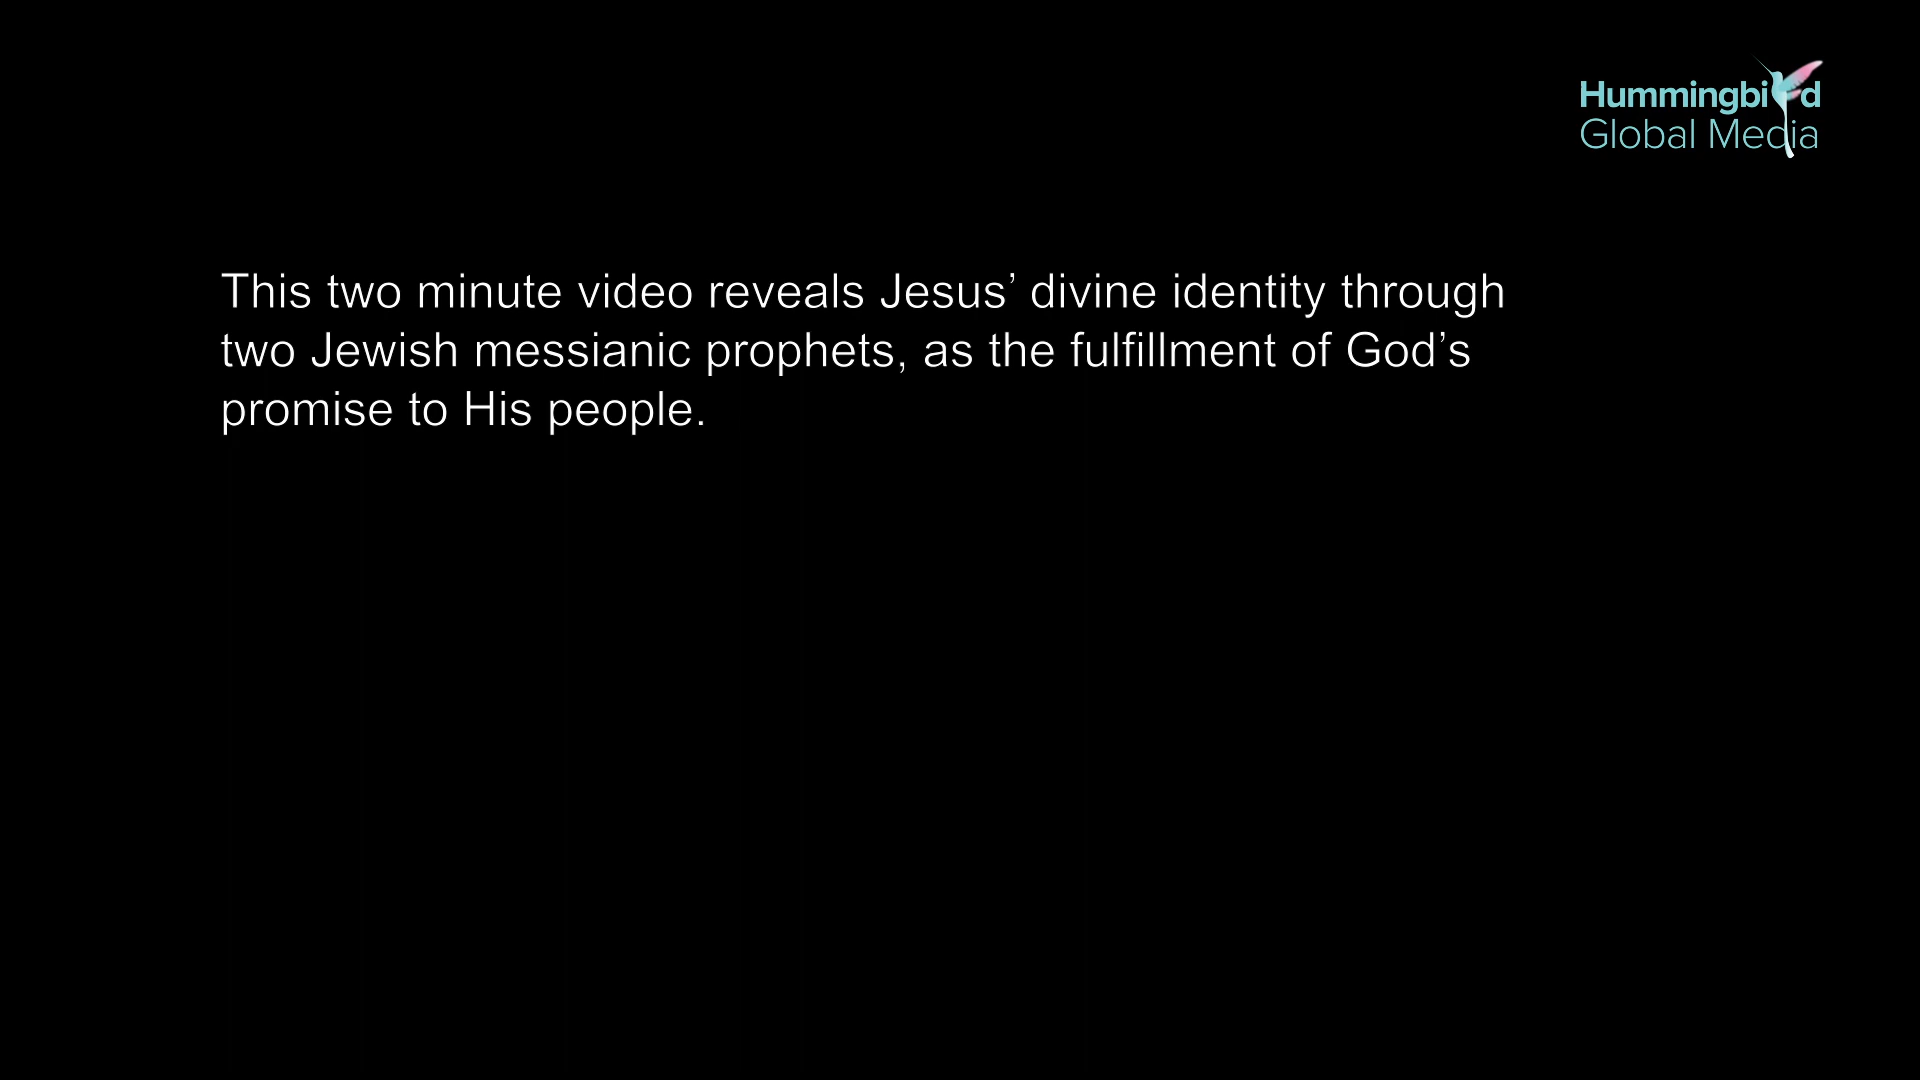 Hummingbird
Global Media
This two minute video reveals Jesus’ divine identity through
two Jewish messianic prophets, as the fulfillment of God’s
promise to His people.